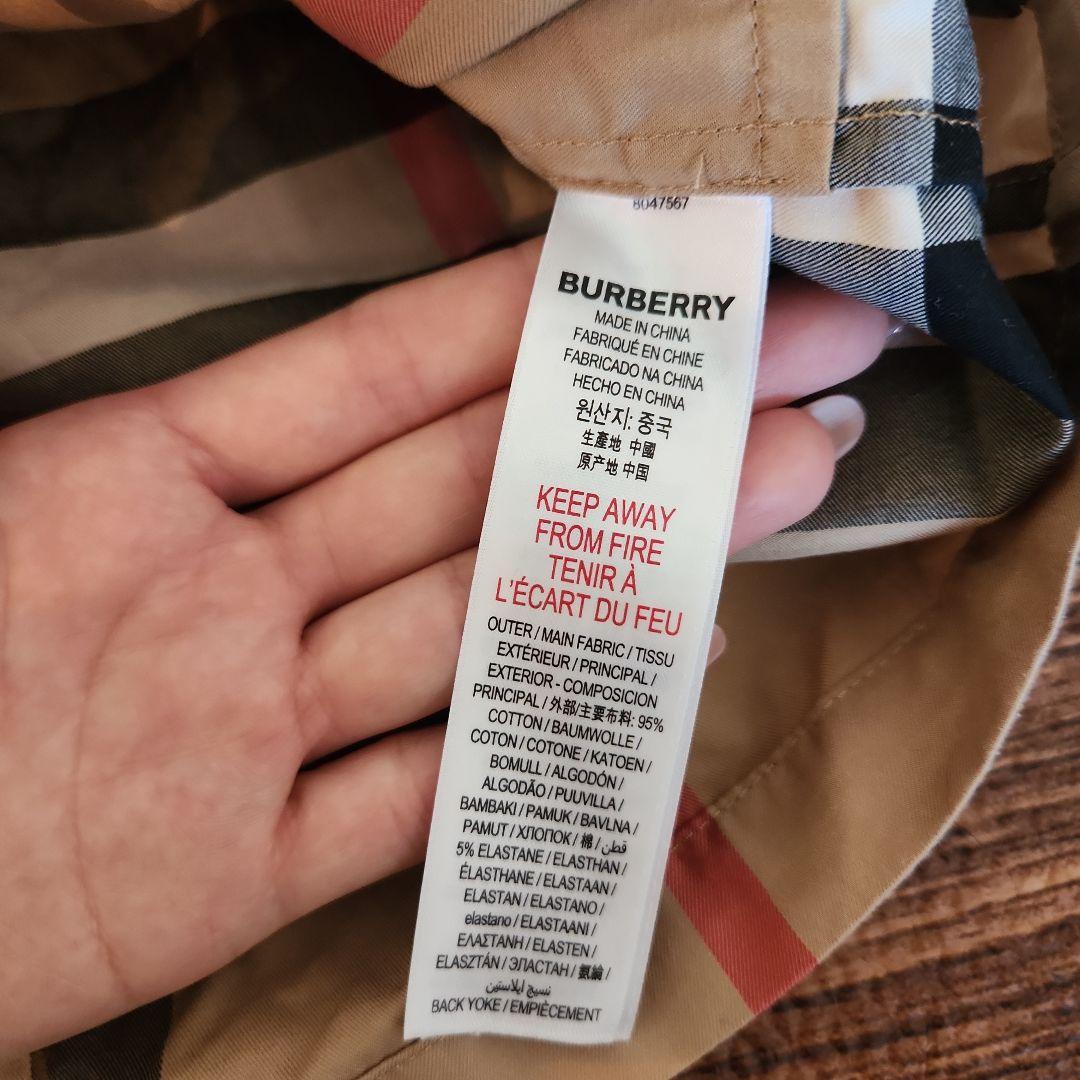 8047567
BURBERRY
MADE IN CHINA
FABRIQUÉ EN CHINE
FABRICADO NA CHINA
HECHO EN CHINA
원산지: 중국
生產地 中國
原产地 中国
KEEP AWAY
FROM FIRE
TENIR À
L'ÉCART DU FEU
OUTER / MAIN FABRIC / TISSU
EXTÉRIEUR / PRINCIPAL /
EXTERIOR - COMPOSICION
PRINCIPAL / 外部/主要布料: 95%
COTTON / BAUMWOLLE /
COTON / COTONE / KATOEN /
BOMULL / ALGODÓN /
ALGODÃO / PUUVILLA /
BAMBAKI / PAMUK / BAVLNA /
PAMUT / ХЛОПОК / 棉 / قطن
5% ELASTANE / ELASTHAN /
ÉLASTHANE / ELASTAAN /
ELASTAN / ELASTANO /
elastano / ELASTAANI /
ΕΛΑΣΤΑΝΗ / ELASTEN /
ELASZTÁN / ЭЛАСТАН / 氨綸 /
نسيج ايلاستين
BACK YOKE / EMPIÈCEMENT